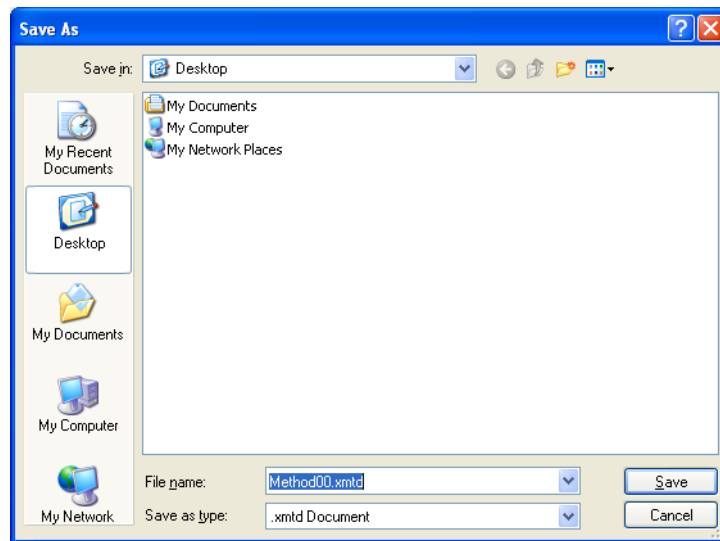 Save As
Save in:
Desktop
My Recent
Documents
Desktop
My Documents
My Computer
My Network
My Documents
My Computer
My Network Places
File name:
Method00.xmtd
Save
Save as type:
.xmtd Document
Cancel